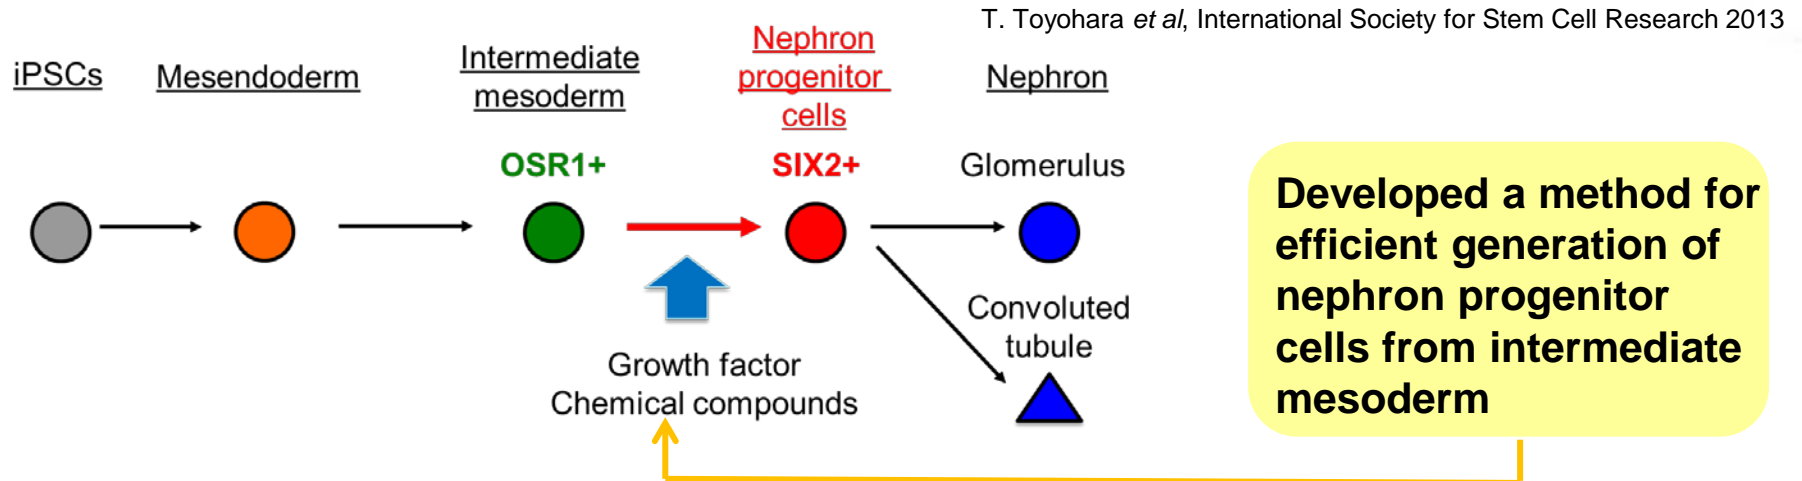 T. Toyohara et al, International Society for Stem Cell Research 2013
iPSCs
Mesendoderm
Intermediate
mesoderm
Nephron
progenitor
cells
Nephron
OSR1+
SIX2+
Glomerulus
Convoluted
tubule
Growth factor
Chemical compounds
Developed a method for
efficient generation of
nephron progenitor
cells from intermediate
mesoderm